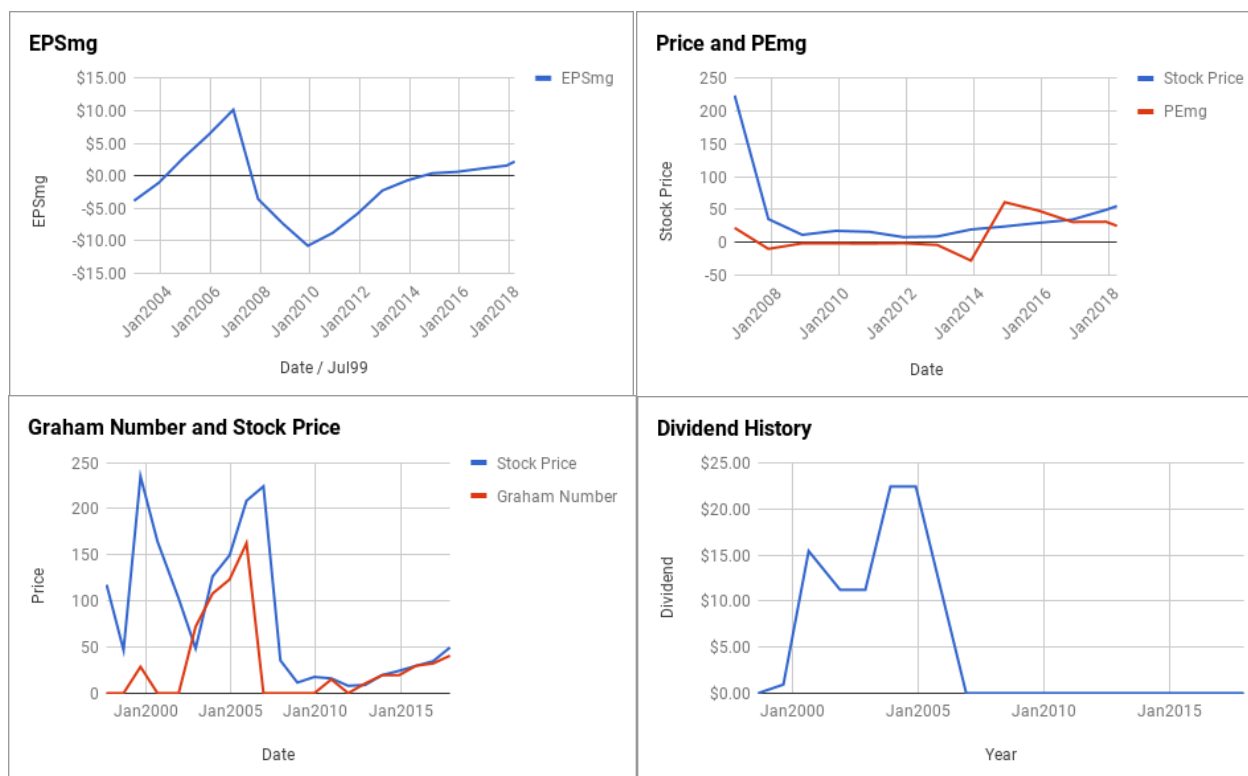 EPSmg
$15.00
$10.00
$5.00
$0.00
-$5.00
-$10.00
-$15.00
EPSmg
Jan2004
Jan2006
Jan2008
Jan2010
Jan2012
Jan2014
Jan2016
Jan2018
Date / Jul99
EPSmg
Price and PEmg
250
200
150
100
50
0
-50
Stock Price
Jan2008
Jan2010
Jan2012
Jan2014
Jan2016
Jan2018
Date
Stock Price
PEmg
Graham Number and Stock Price
250
200
150
100
50
0
Price
Jan2000
Jan2005
Jan2010
Jan2015
Date
Stock Price
Graham Number
Dividend History
$25.00
$20.00
$15.00
$10.00
$5.00
$0.00
Dividend
Jan2000
Jan2005
Jan2010
Jan2015
Year